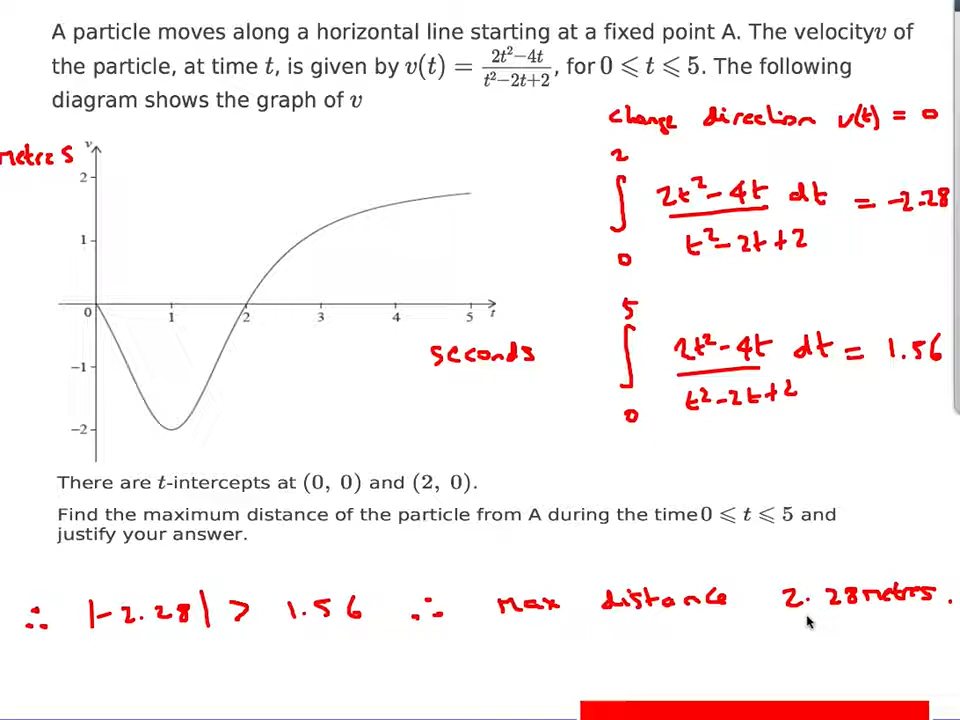 A particle moves along a horizontal line starting at a fixed point A. The velocity v of
the particle, at time t, is given by v(t) = \frac{2t²−4t}{t²−2t+2}, for 0 ⩽ t ⩽ 5. The following
diagram shows the graph of v
change direction v(t) = 0
metres v
2
1
0 1 2 3 4 5 t
−1
−2
seconds
∫₀² \frac{2t²−4t}{t²−2t+2} dt = −2.28
∫₀⁵ \frac{2t²−4t}{t²−2t+2} dt = 1.56
There are t-intercepts at (0, 0) and (2, 0).
Find the maximum distance of the particle from A during the time 0 ⩽ t ⩽ 5 and
justify your answer.
∴ |−2.28| > 1.56 ∴ Max distance 2.28 metres.